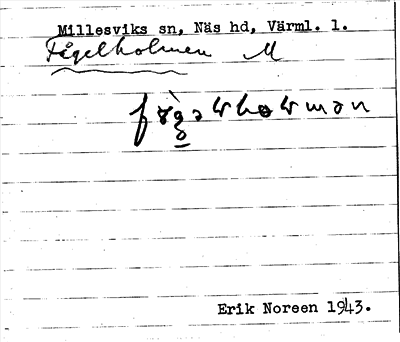 Millesviks sn, Näs hd, Värml. l.
Fågelholmen M
Erik Noreen 1943.